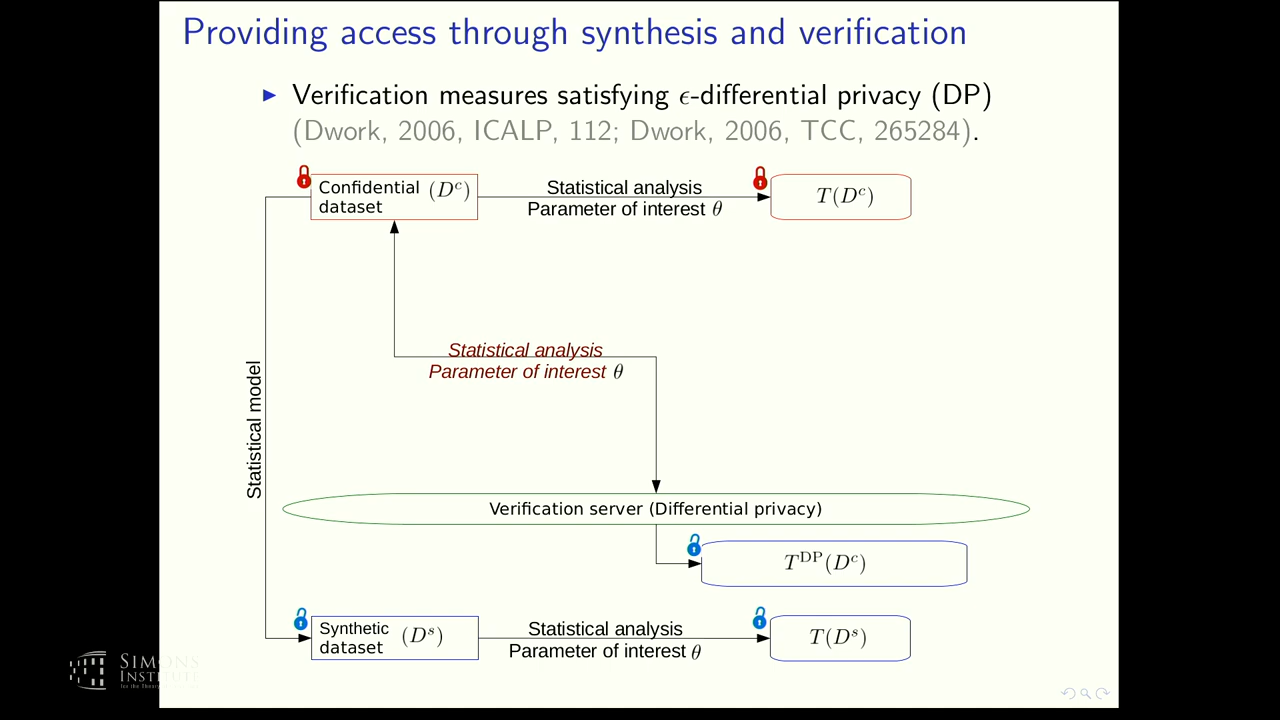 Providing access through synthesis and verification
▶ Verification measures satisfying ϵ-differential privacy (DP)
(Dwork, 2006, ICALP, 112; Dwork, 2006, TCC, 265284).
Confidential (D^c)
dataset
Statistical analysis
Parameter of interest θ
T(D^c)
Statistical analysis
Parameter of interest θ
Statistical model
Verification server (Differential privacy)
T^DP(D^c)
Synthetic (D^s)
dataset
Statistical analysis
Parameter of interest θ
T(D^s)
SIMONS
INSTITUTE